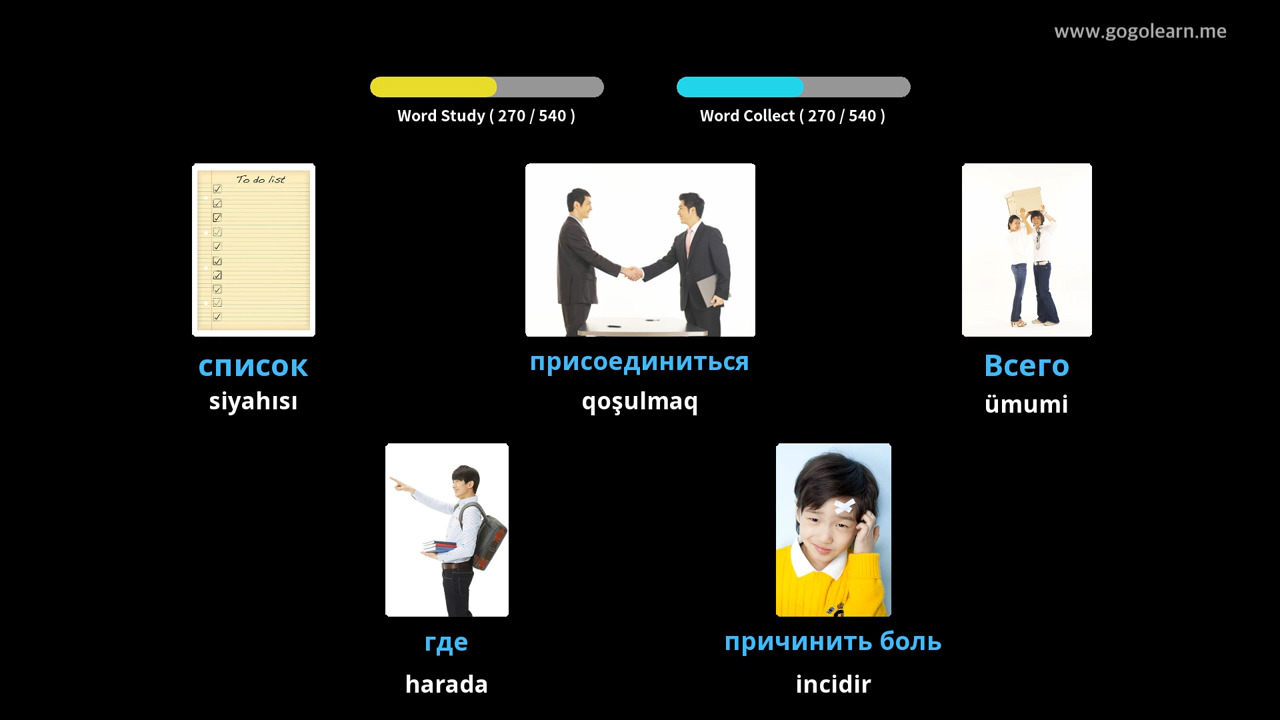 www.gogolearn.me
Word Study ( 270 / 540 )
Word Collect ( 270 / 540 )
To do list
список
siyahısı
присоединиться
qoşulmaq
Всего
ümumi
где
harada
причинить боль
incidir